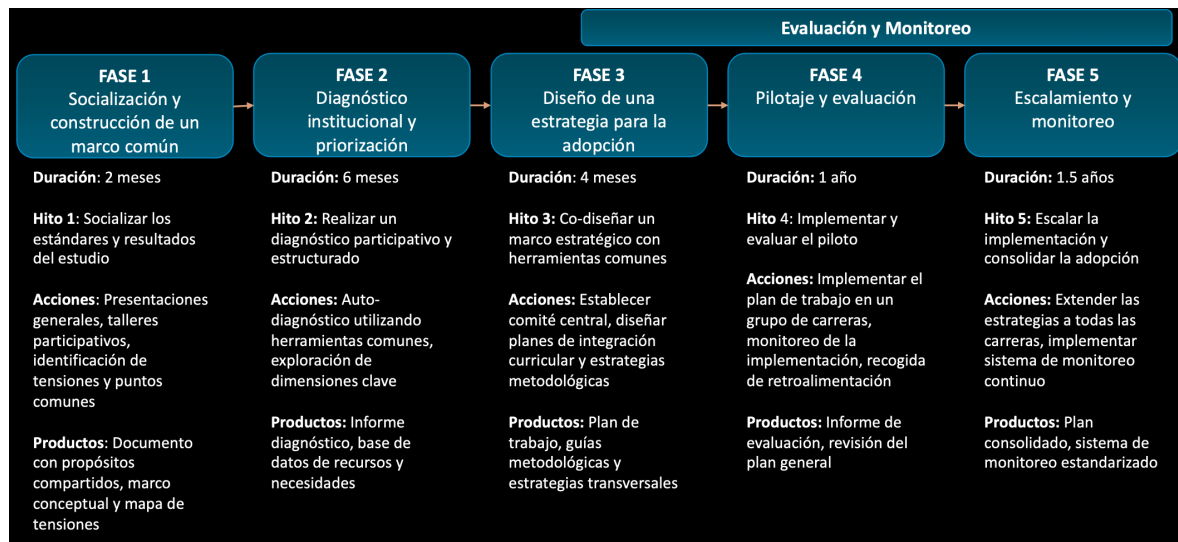 Evaluación y Monitoreo
FASE 1
Socialización y
construcción de un
marco común
Duración: 2 meses
Hito 1: Socializar los
estándares y resultados
del estudio
Acciones: Presentaciones
generales, talleres
participativos,
identificación de
tensiones y puntos
comunes
Productos: Documento
con propósitos
compartidos, marco
conceptual y mapa de
tensiones
FASE 2
Diagnóstico
institucional y
priorización
Duración: 6 meses
Hito 2: Realizar un
diagnóstico participativo y
estructurado
Acciones: Auto-
diagnóstico utilizando
herramientas comunes,
exploración de
dimensiones clave
Productos: Informe
diagnóstico, base de
datos de recursos y
necesidades
FASE 3
Diseño de una
estrategia para la
adopción
Duración: 4 meses
Hito 3: Co-diseñar un
marco estratégico con
herramientas comunes
Acciones: Establecer
comité central, diseñar
planes de integración
curricular y estrategias
metodológicas
Productos: Plan de
trabajo, guías
metodológicas y
estrategias transversales
FASE 4
Pilotaje y evaluación
Duración: 1 año
Hito 4: Implementar y
evaluar el piloto
Acciones: Implementar el
plan de trabajo en un
grupo de carreras,
monitoreo de la
implementación, recogida
de retroalimentación
Productos: Informe de
evaluación, revisión del
plan general
FASE 5
Escalamiento y
monitoreo
Duración: 1.5 años
Hito 5: Escalar la
implementación y
consolidar la adopción
Acciones: Extender las
estrategias a todas las
carreras, implementar
sistema de monitoreo
continuo
Productos: Plan
consolidado, sistema de
monitoreo estandarizado